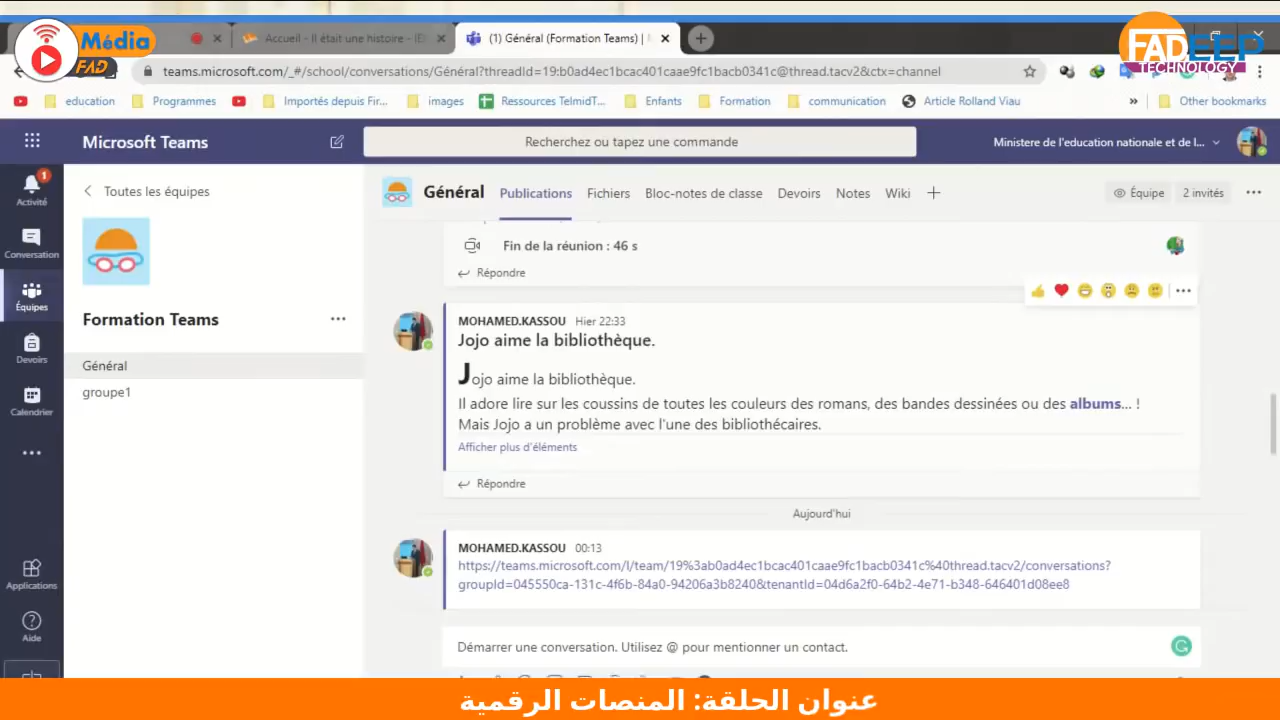 Média
FAD
Accueil - Il était une histoire - IE
(1) Général (Formation Teams) |
FADEEP
TECHNOLOGY
teams.microsoft.com/_#/school/conversations/Général?threadId=19:b0ad4ec1bcac401caae9fc1bacb0341c@thread.tacv2&ctx=channel
education
Programmes
Importés depuis Fir...
images
Ressources TelmidT...
Enfants
Formation
communication
Article Rolland Viau
»
Other bookmarks
Microsoft Teams
Recherchez ou tapez une commande
Ministere de l'education nationale et de l...
1
Activité
Conversation
Équipes
Devoirs
Calendrier
Applications
Aide
Toutes les équipes
Formation Teams
Général
groupe1
Général Publications Fichiers Bloc-notes de classe Devoirs Notes Wiki +
Équipe 2 invités
Fin de la réunion : 46 s
Répondre
MOHAMED.KASSOU Hier 22:33
Jojo aime la bibliothèque.
Jojo aime la bibliothèque.
Il adore lire sur les coussins de toutes les couleurs des romans, des bandes dessinées ou des albums... !
Mais Jojo a un problème avec l'une des bibliothécaires.
Afficher plus d'éléments
Répondre
Aujourd'hui
MOHAMED.KASSOU 00:13
https://teams.microsoft.com/l/team/19%3ab0ad4ec1bcac401caae9fc1bacb0341c%40thread.tacv2/conversations?
groupId=045550ca-131c-4f6b-84a0-94206a3b8240&tenantId=04d6a2f0-64b2-4e71-b348-646401d08ee8
Démarrer une conversation. Utilisez @ pour mentionner un contact.
عنوان الحلقة: المنصات الرقمية